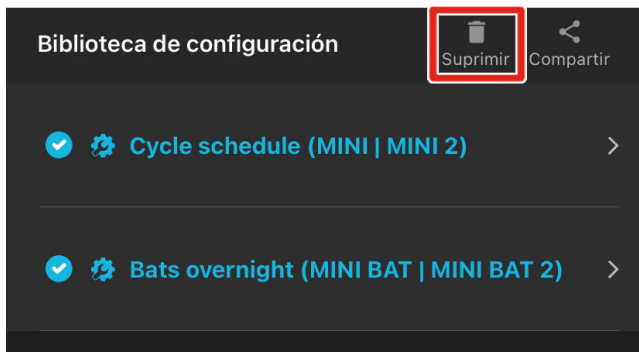 Biblioteca de configuración
Suprimir
Compartir
Cycle schedule (MINI | MINI 2)
Bats overnight (MINI BAT | MINI BAT 2)